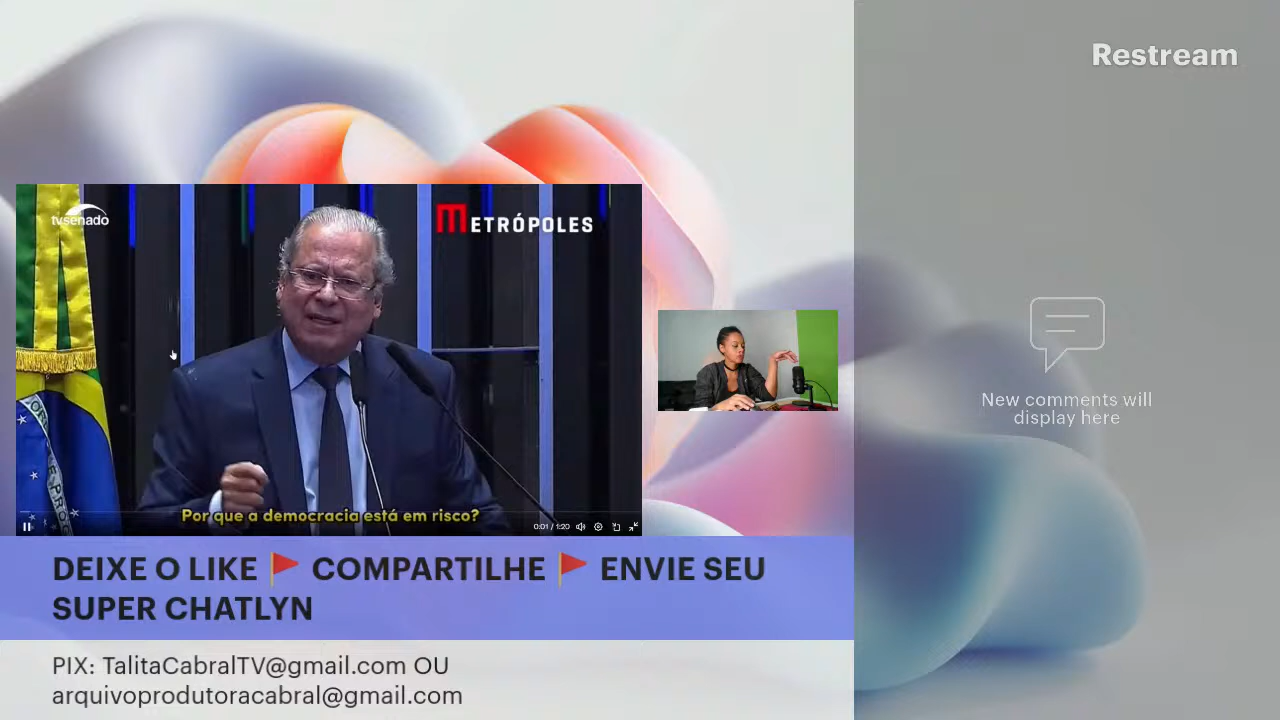 Restream
tvsenado
METRÓPOLES
Por que a democracia está em risco?
0:01 / 1:20
New comments will
display here
DEIXE O LIKE 🚩 COMPARTILHE 🚩 ENVIE SEU
SUPER CHATLYN
PIX: TalitaCabralTV@gmail.com OU
arquivoprodutoracabral@gmail.com